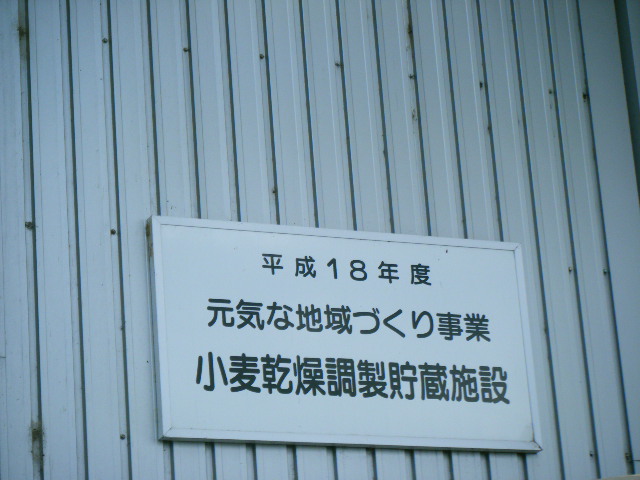 平成18年度
元気な地域づくり事業
小麦乾燥調製貯蔵施設